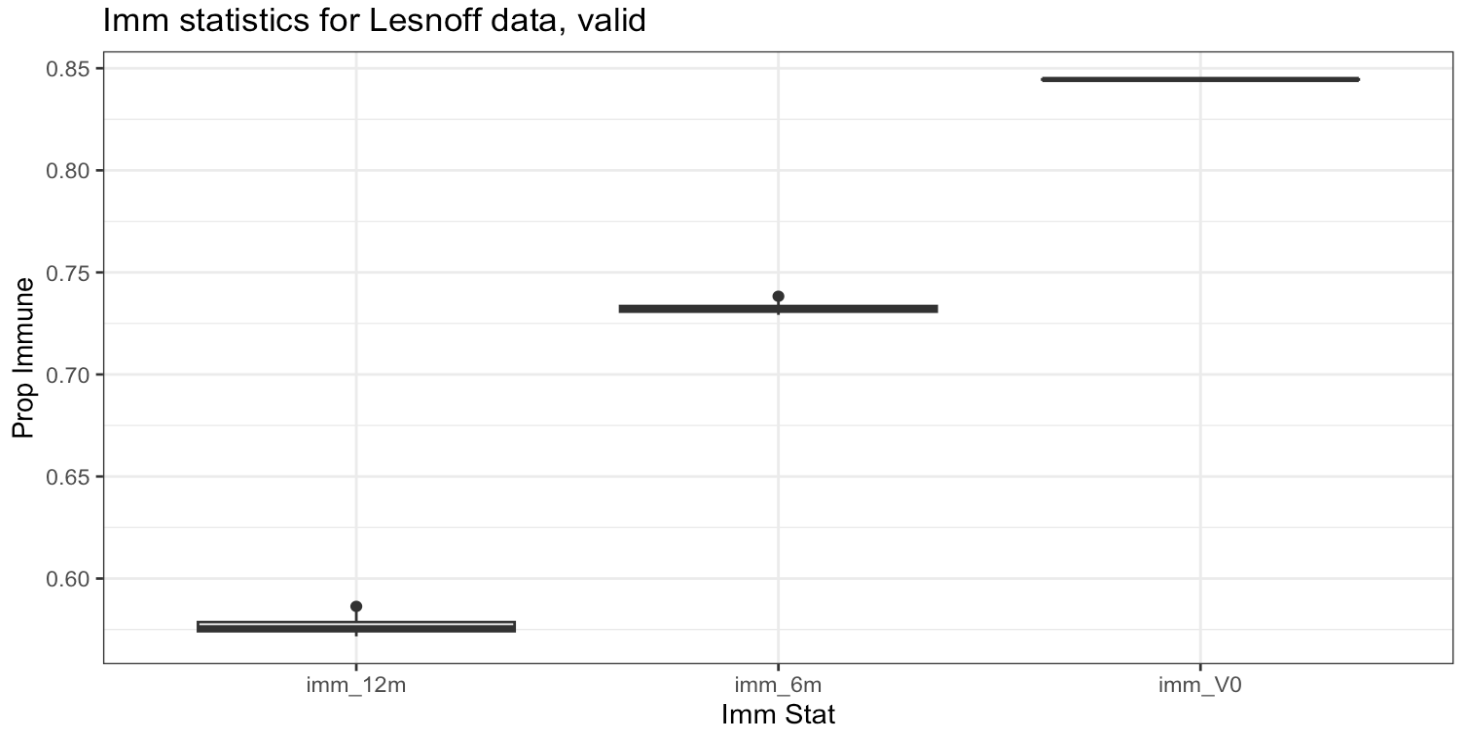 Imm statistics for Lesnoff data, valid
Prop Immune
0.85
0.80
0.75
0.70
0.65
0.60
imm_12m imm_6m imm_V0
Imm Stat